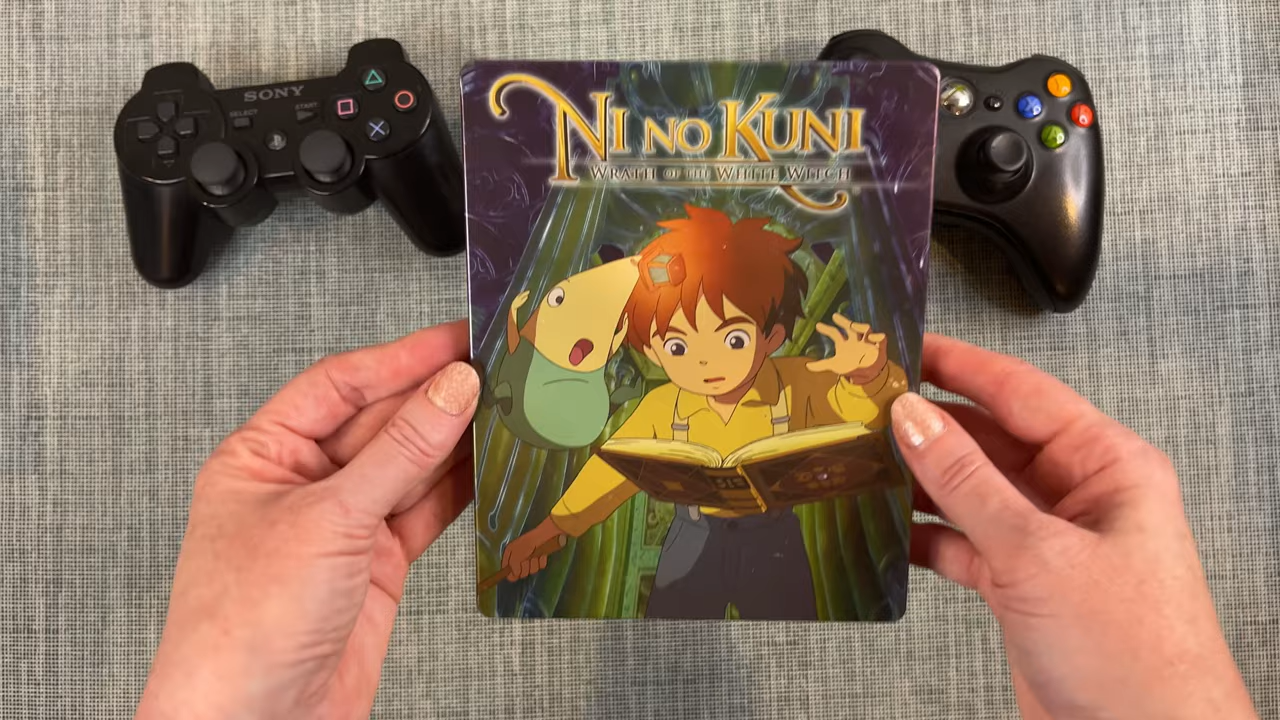 SONY
SELECT
START
NI NO KUNI
WRATH OF THE WHITE WITCH